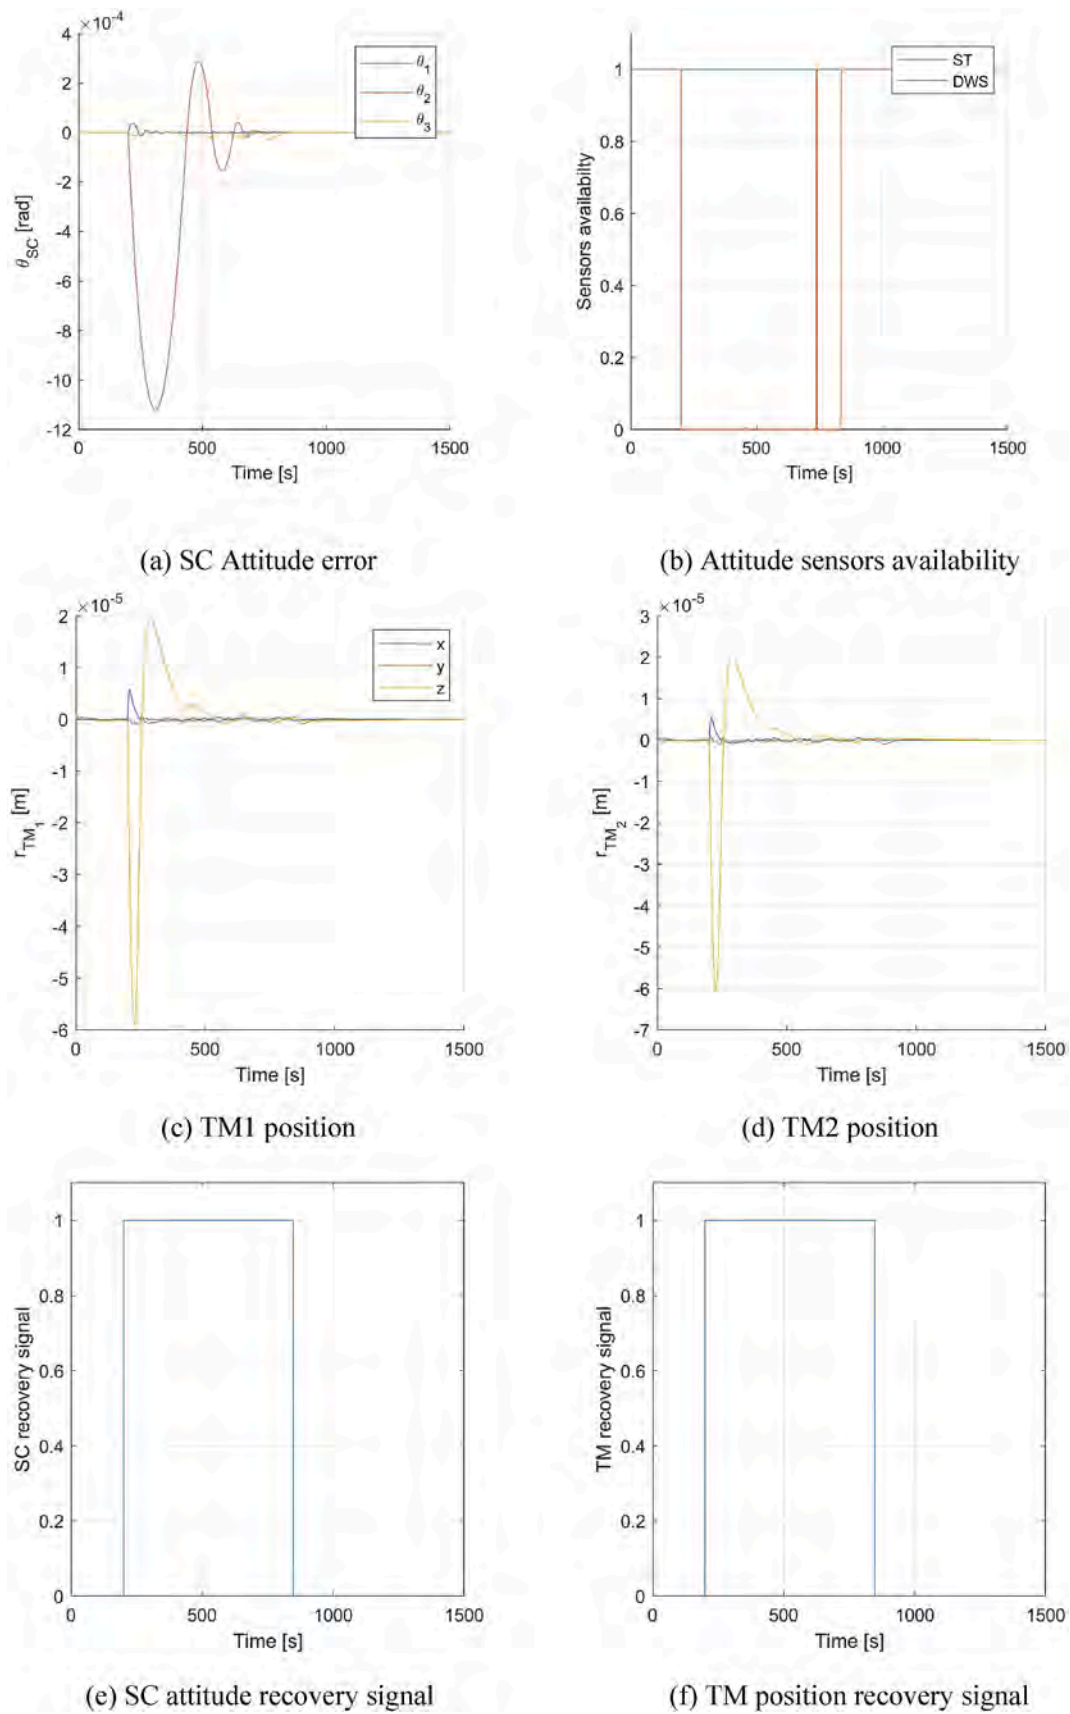 ×10⁻⁴
4
2
0
-2
-4
-6
-8
-10
-12
θ_SC [rad]
θ₁
θ₂
θ₃
0
500
1000
1500
Time [s]
1
0.8
0.6
0.4
0.2
0
Sensors availabilty
ST
DWS
0
500
1000
1500
Time [s]
(a) SC Attitude error
(b) Attitude sensors availability
×10⁻⁵
2
1
0
-1
-2
-3
-4
-5
-6
r_TM₁ [m]
x
y
z
0
500
1000
1500
Time [s]
×10⁻⁵
3
2
1
0
-1
-2
-3
-4
-5
-6
-7
r_TM₂ [m]
0
500
1000
1500
Time [s]
(c) TM1 position
(d) TM2 position
1
0.8
0.6
0.4
0.2
0
SC recovery signal
0
500
1000
1500
Time [s]
1
0.8
0.6
0.4
0.2
0
TM recovery signal
0
500
1000
1500
Time [s]
(e) SC attitude recovery signal
(f) TM position recovery signal